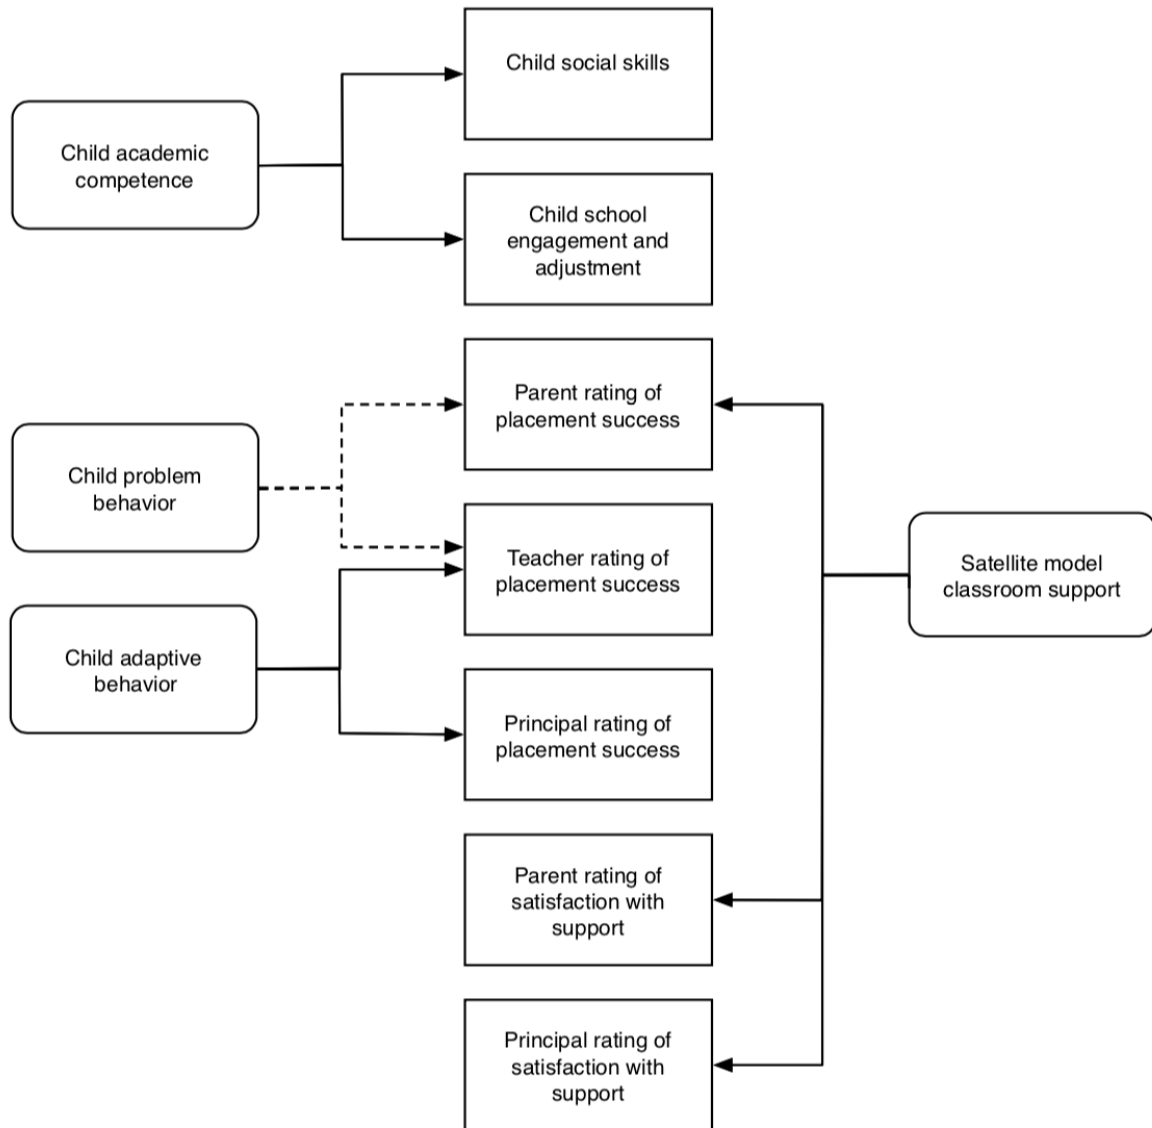 Child social skills
Child academic
competence
Child school
engagement and
adjustment
Parent rating of
placement success
Child problem
behavior
Teacher rating of
placement success
Satellite model
classroom support
Child adaptive
behavior
Principal rating of
placement success
Parent rating of
satisfaction with
support
Principal rating of
satisfaction with
support